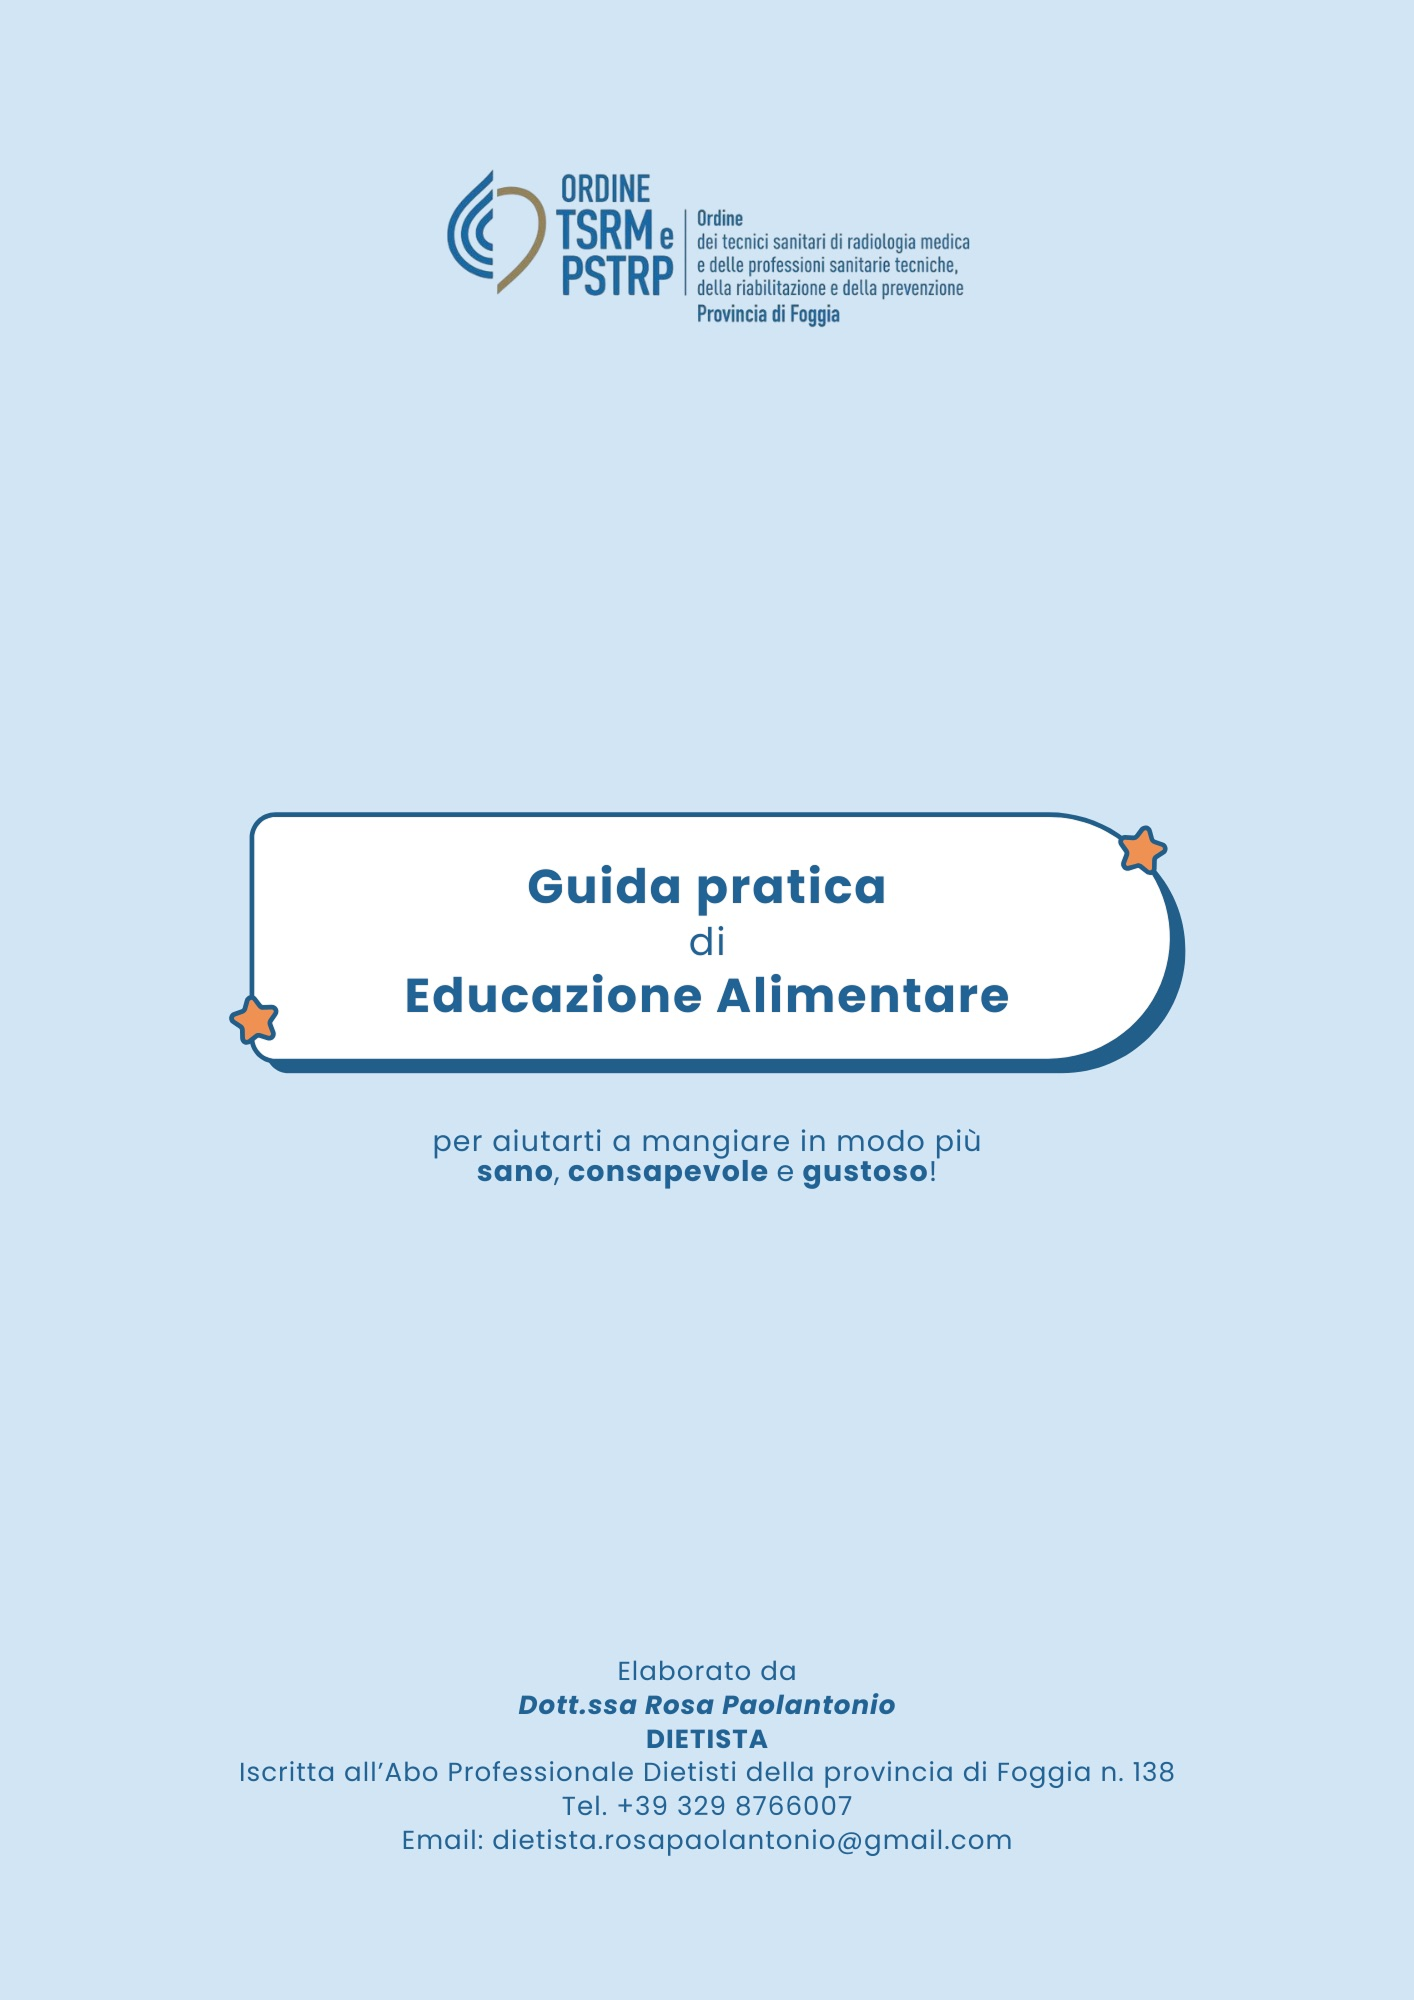 ORDINE
TSRM e
PSTRP
Ordine
dei tecnici sanitari di radiologia medica
e delle professioni sanitarie tecniche,
della riabilitazione e della prevenzione
Provincia di Foggia
Guida pratica
di
Educazione Alimentare
per aiutarti a mangiare in modo più
sano, consapevole e gustoso!
Elaborato da
Dott.ssa Rosa Paolantonio
DIETISTA
Iscritta all’Abo Professionale Dietisti della provincia di Foggia n. 138
Tel. +39 329 8766007
Email: dietista.rosapaolantonio@gmail.com